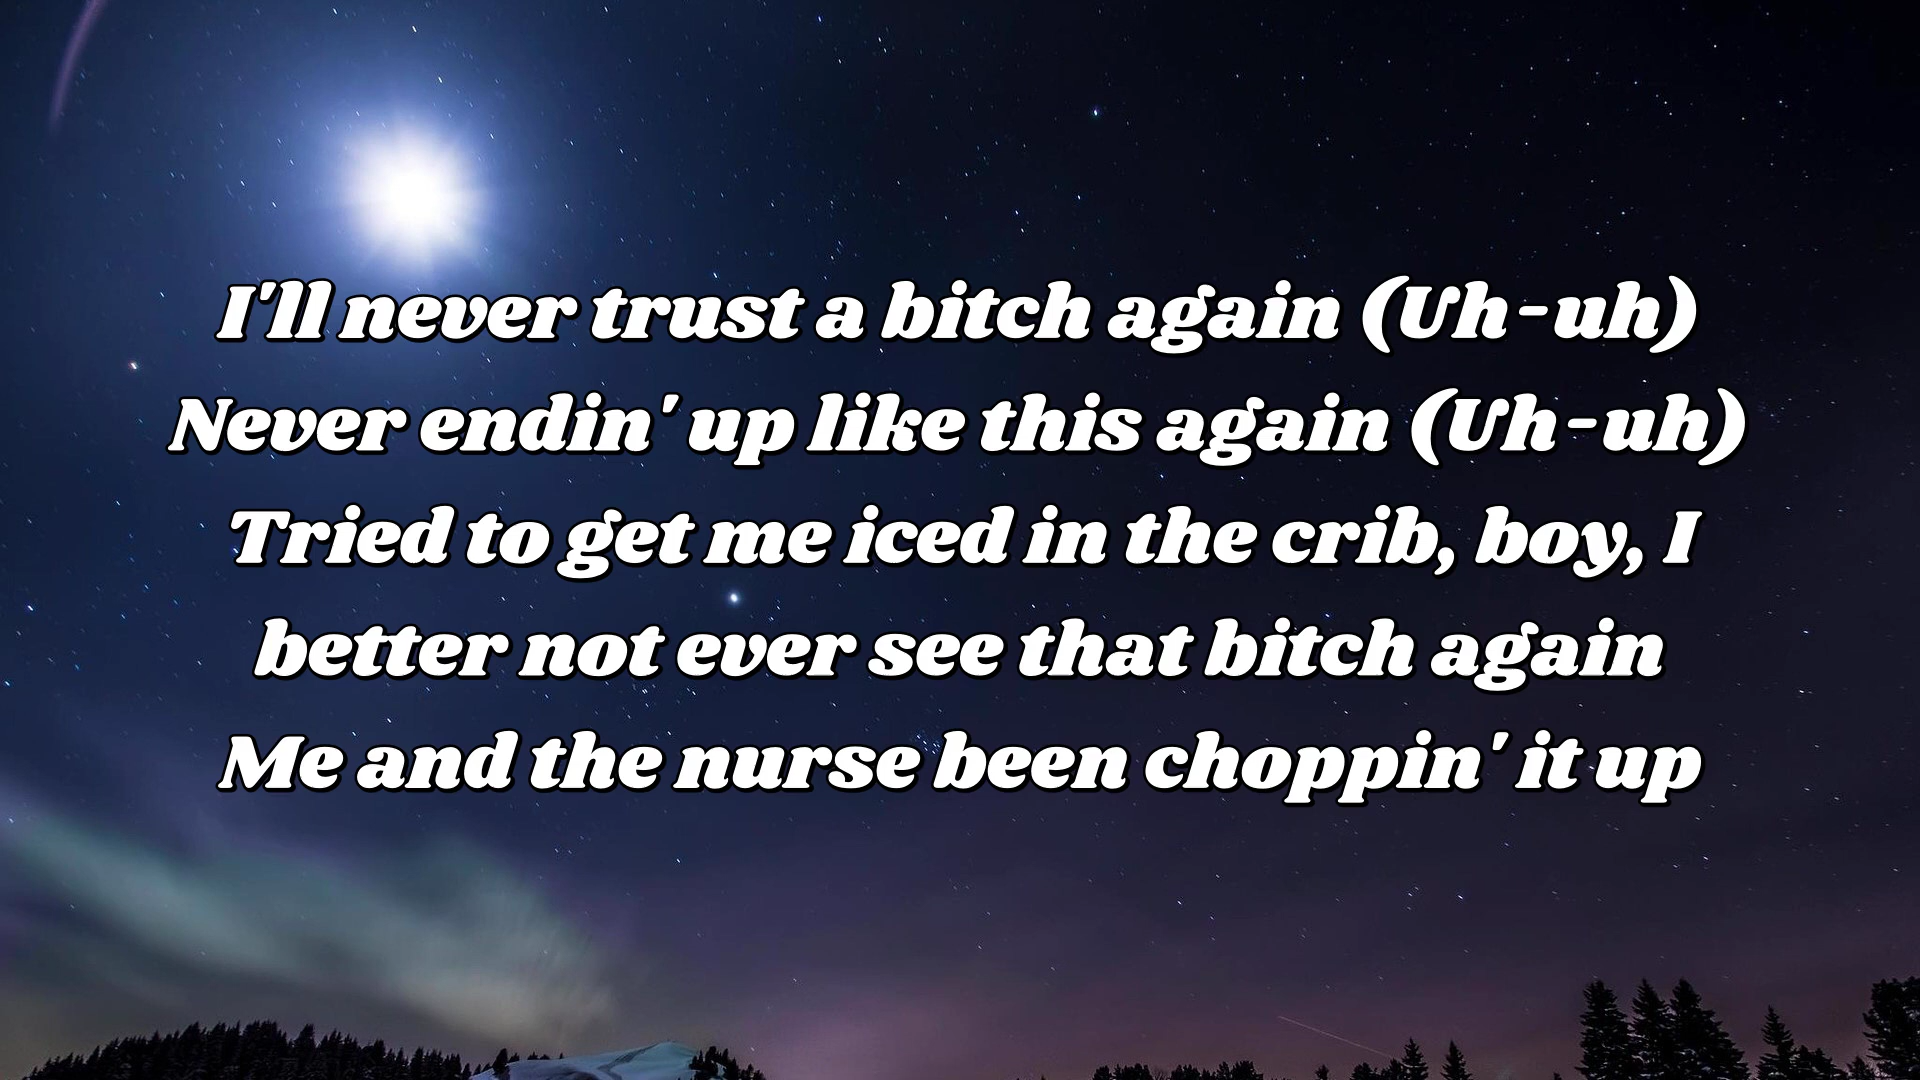 I'll never trust a bitch again (Uh-uh)
Never endin' up like this again (Uh-uh)
Tried to get me iced in the crib, boy, I
better not ever see that bitch again
Me and the nurse been choppin' it up